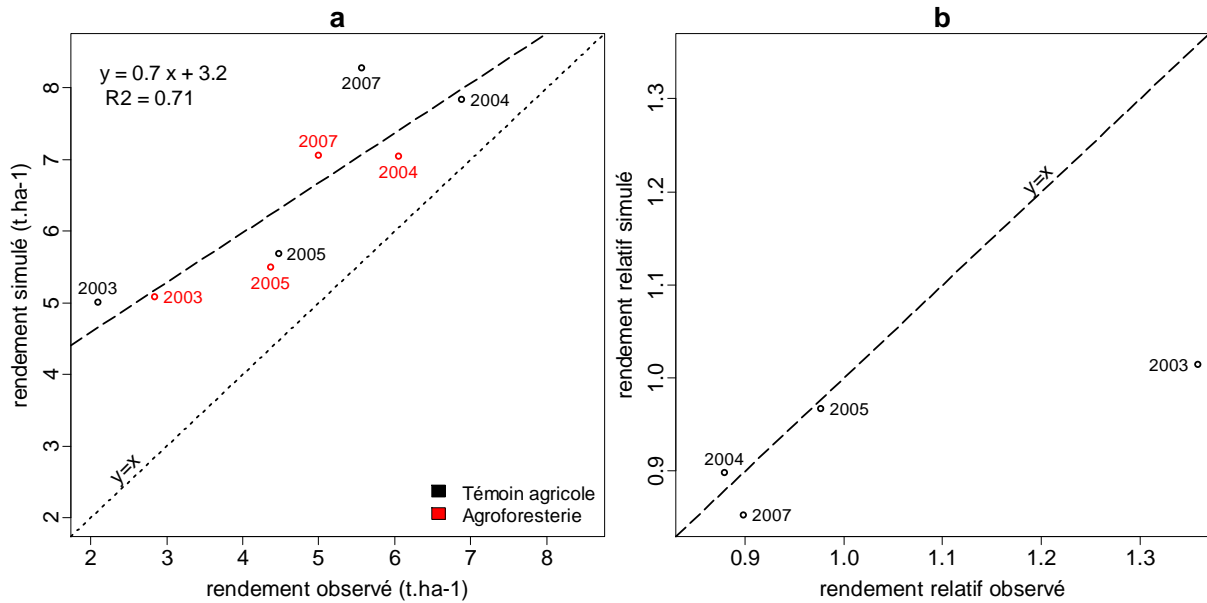 a
y = 0.7 x + 3.2
R2 = 0.71
2007
2004
2007
2004
2005
2005
2003
2003
y=x
Témoin agricole
Agroforesterie
8
7
6
5
4
3
2
2 3 4 5 6 7 8
rendement simulé (t.ha-1)
rendement observé (t.ha-1)
b
y=x
2003
2005
2004
2007
1.3
1.2
1.1
1.0
0.9
0.9 1.0 1.1 1.2 1.3
rendement relatif simulé
rendement relatif observé